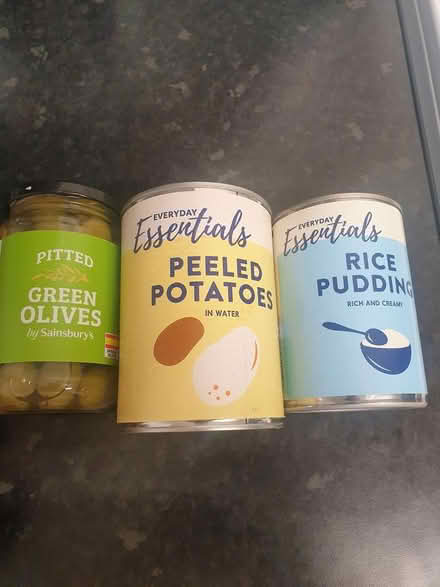 PITTED
GREEN
OLIVES
by Sainsbury's
EVERYDAY
Essentials
PEELED
POTATOES
IN WATER
EVERYDAY
Essentials
RICE
PUDDING
RICH AND CREAMY